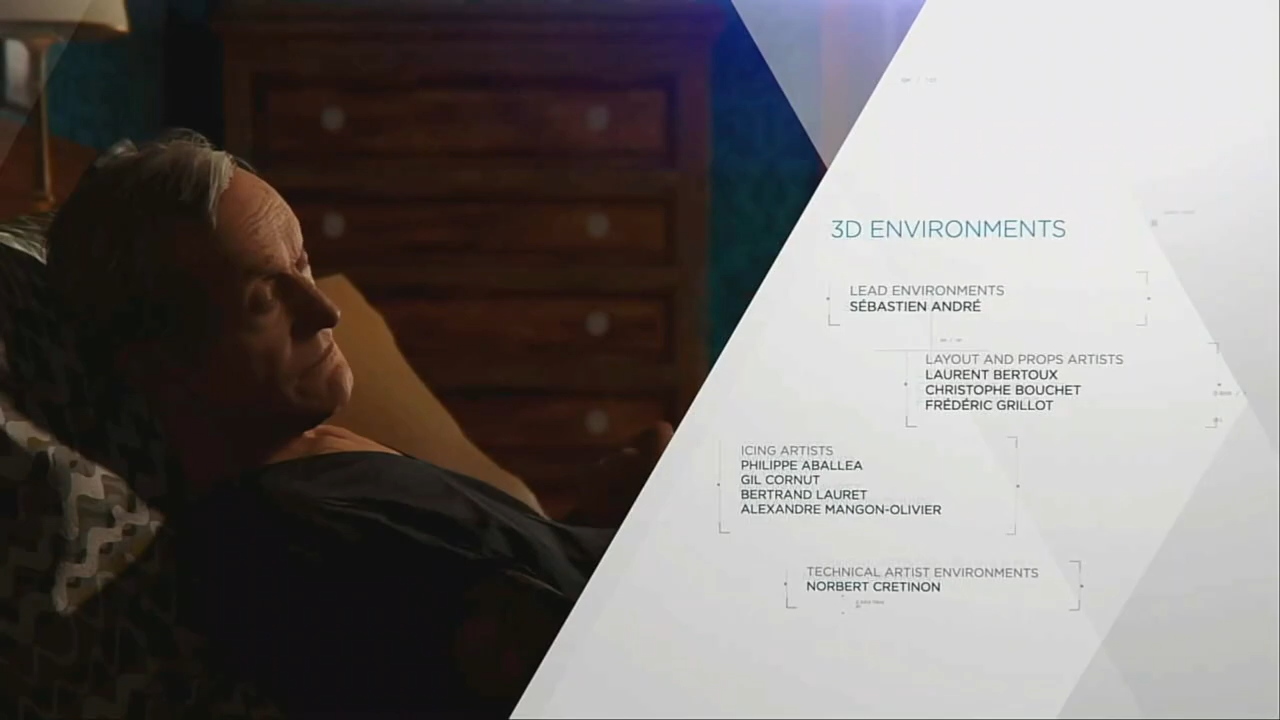 3D ENVIRONMENTS
LEAD ENVIRONMENTS
SÉBASTIEN ANDRÉ
LAYOUT AND PROPS ARTISTS
LAURENT BERTOUX
CHRISTOPHE BOUCHET
FRÉDÉRIC GRILLOT
ICING ARTISTS
PHILIPPE ABALLEA
GIL CORNUT
BERTRAND LAURET
ALEXANDRE MANGON-OLIVIER
TECHNICAL ARTIST ENVIRONMENTS
NORBERT CRETINON